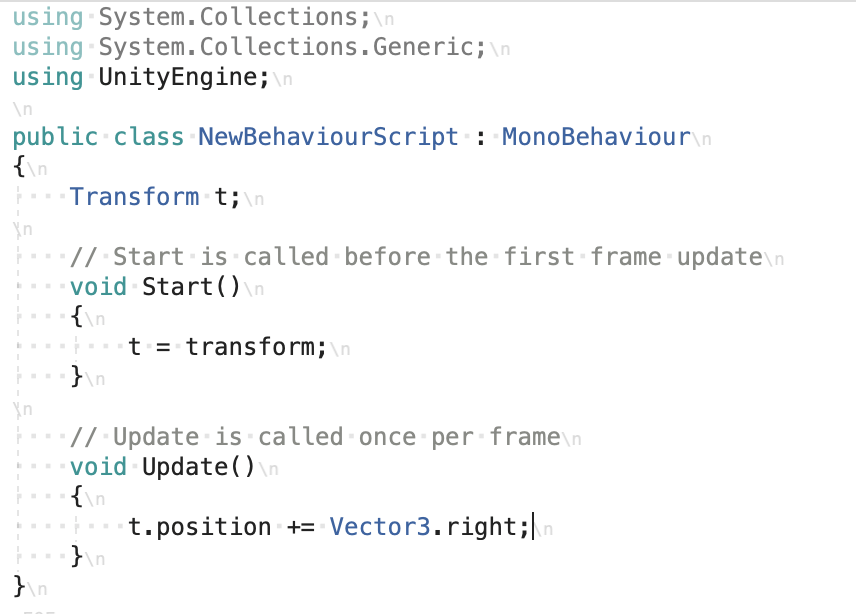 using System.Collections;\n
using System.Collections.Generic;\n
using UnityEngine;\n
\n
public class NewBehaviourScript : MonoBehaviour\n
{\n
    Transform t;\n
\n
    // Start is called before the first frame update\n
    void Start()\n
    {\n
        t = transform;\n
    }\n
\n
    // Update is called once per frame\n
    void Update()\n
    {\n
        t.position += Vector3.right;\n
    }\n
}\n